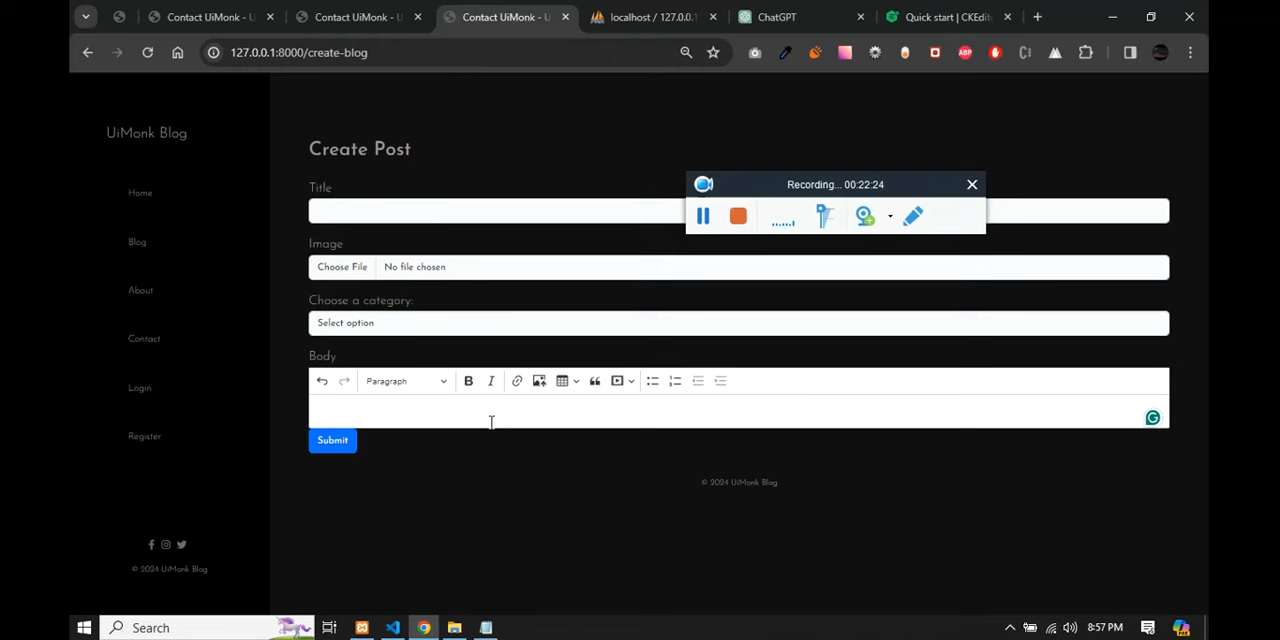 Contact UiMonk - U
Contact UiMonk - U
Contact UiMonk - U
localhost / 127.0.0.1
ChatGPT
Quick start | CKEdit
127.0.0.1:8000/create-blog
ABP
UiMonk Blog
Home
Blog
About
Contact
Login
Register
© 2024 UiMonk Blog
Create Post
Recording... 00:22:24
Title
Image
Choose File
No file chosen
Choose a category:
Select option
Body
Paragraph
B
I
Submit
© 2024 UiMonk Blog
Search
8:57 PM